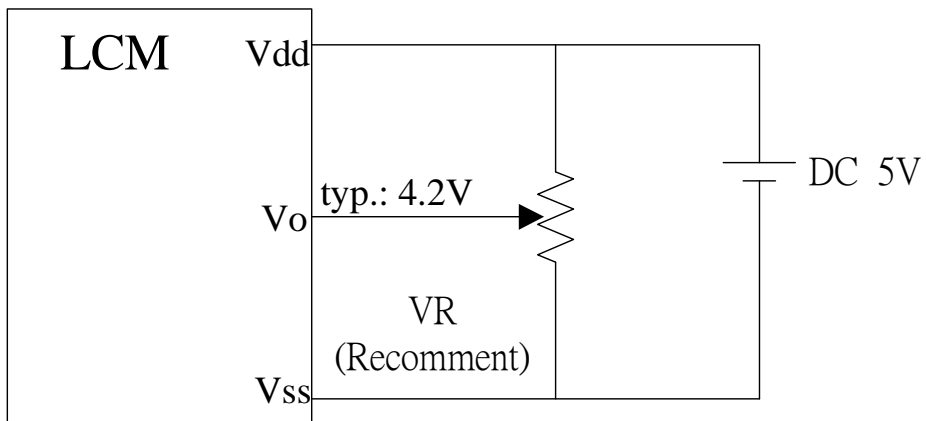 LCM
Vdd
DC 5V
typ.: 4.2V
Vo
VR
(Recomment)
Vss